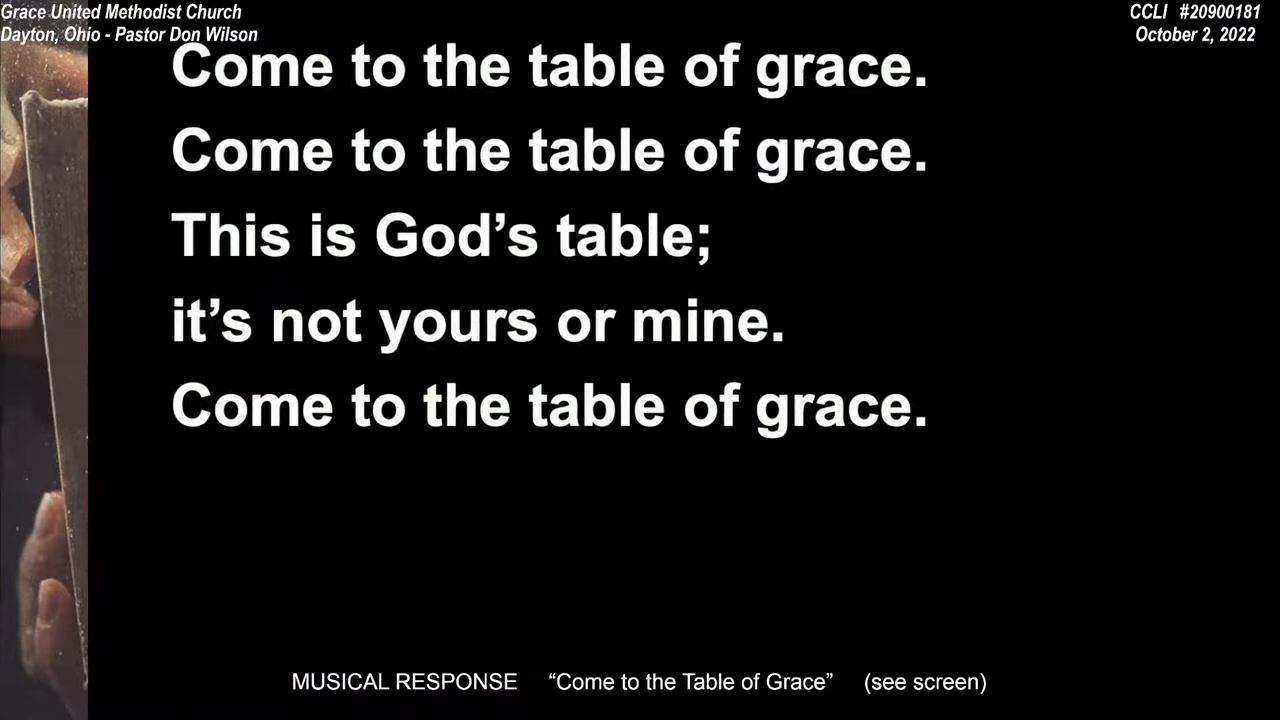 Grace United Methodist Church
Dayton, Ohio - Pastor Don Wilson
CCLI #20900181
October 2, 2022
Come to the table of grace.
Come to the table of grace.
This is God’s table;
it’s not yours or mine.
Come to the table of grace.
MUSICAL RESPONSE “Come to the Table of Grace” (see screen)